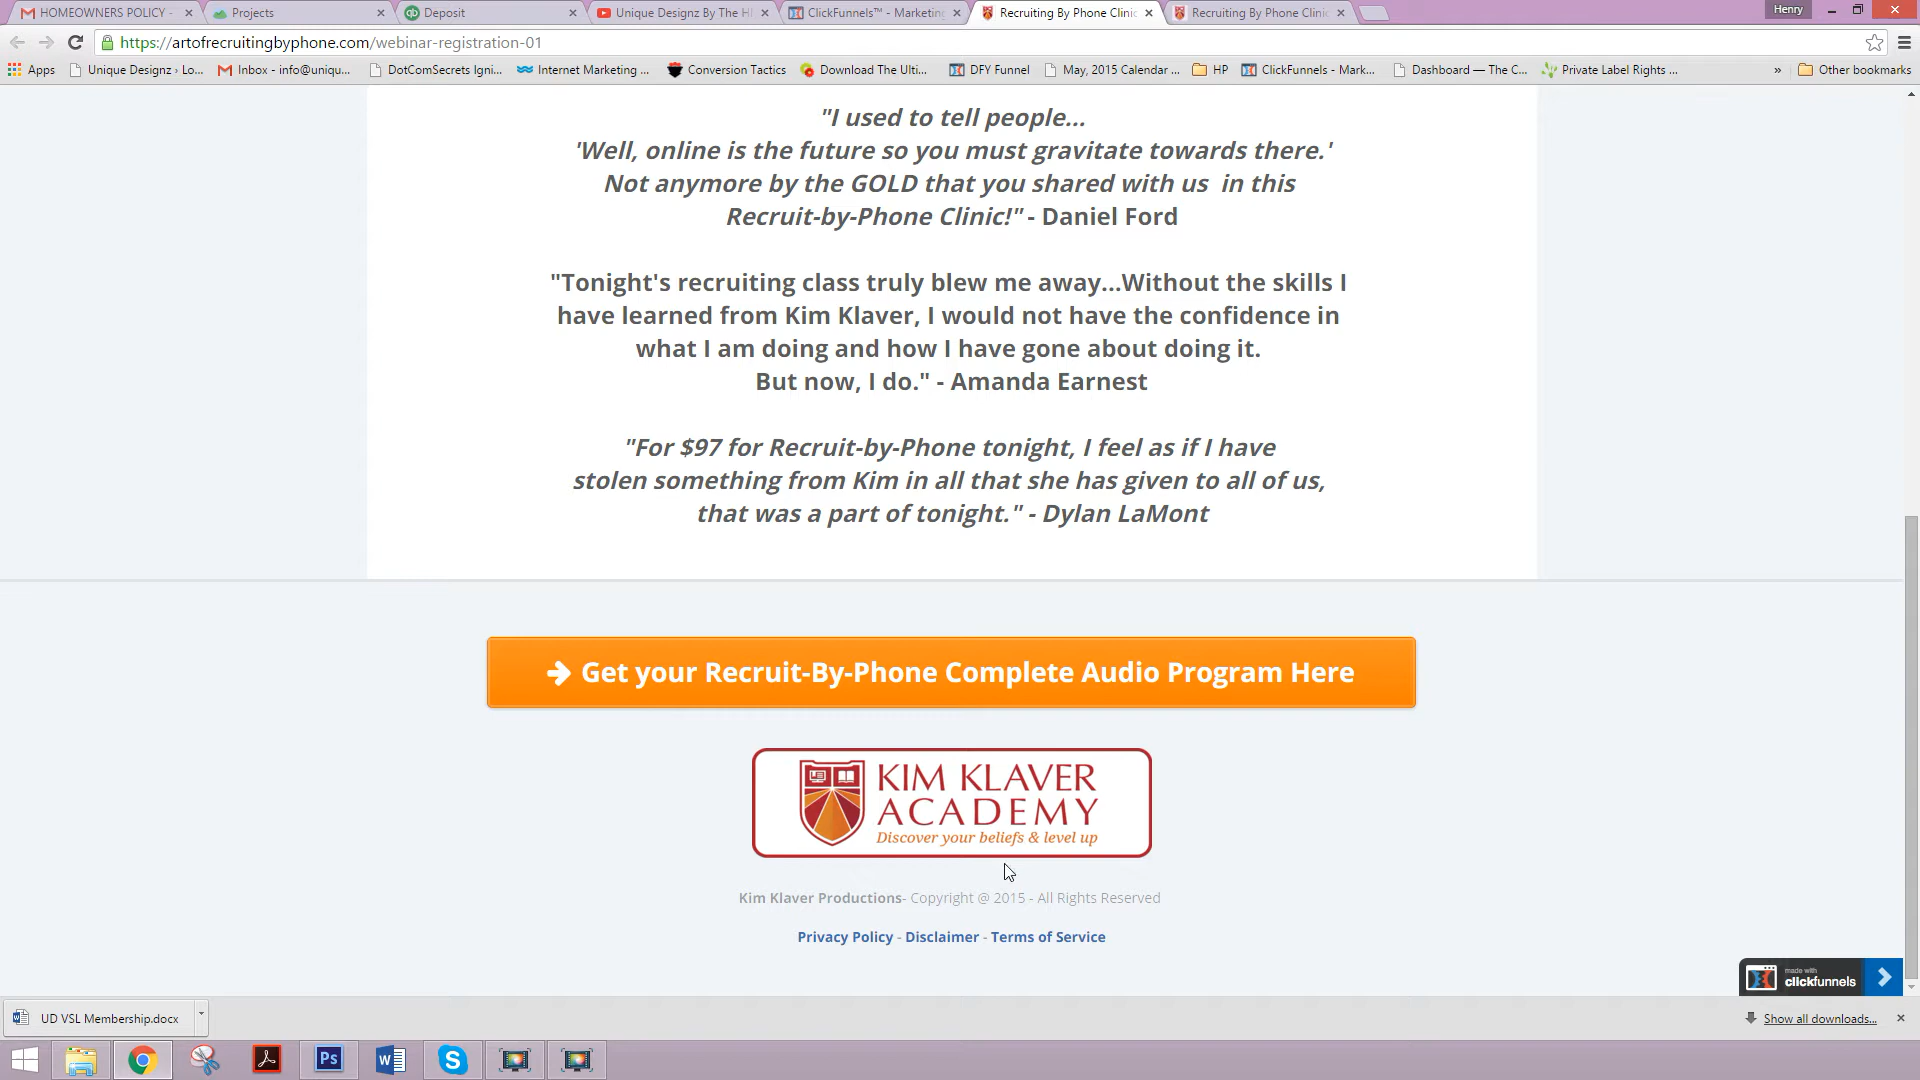 HOMEOWNERS POLICY -
Projects
Deposit
Unique Designz By The H
ClickFunnels™ - Marketing
Recruiting By Phone Clinic
Recruiting By Phone Clinic
Henry
https://artofrecruitingbyphone.com/webinar-registration-01
Apps
Unique Designz › Lo...
Inbox - info@uniqu...
DotComSecrets Igni...
Internet Marketing ...
Conversion Tactics
Download The Ulti...
DFY Funnel
May, 2015 Calendar ...
HP
ClickFunnels - Mark...
Dashboard — The C...
Private Label Rights ...
»
Other bookmarks
"I used to tell people...
'Well, online is the future so you must gravitate towards there.'
Not anymore by the GOLD that you shared with us in this
Recruit-by-Phone Clinic!" - Daniel Ford
"Tonight's recruiting class truly blew me away...Without the skills I
have learned from Kim Klaver, I would not have the confidence in
what I am doing and how I have gone about doing it.
But now, I do." - Amanda Earnest
"For $97 for Recruit-by-Phone tonight, I feel as if I have
stolen something from Kim in all that she has given to all of us,
that was a part of tonight." - Dylan LaMont
Get your Recruit-By-Phone Complete Audio Program Here
KIM KLAVER
ACADEMY
Discover your beliefs & level up
Kim Klaver Productions- Copyright @ 2015 - All Rights Reserved
Privacy Policy - Disclaimer - Terms of Service
made with
clickfunnels
UD VSL Membership.docx
Show all downloads...
Ps